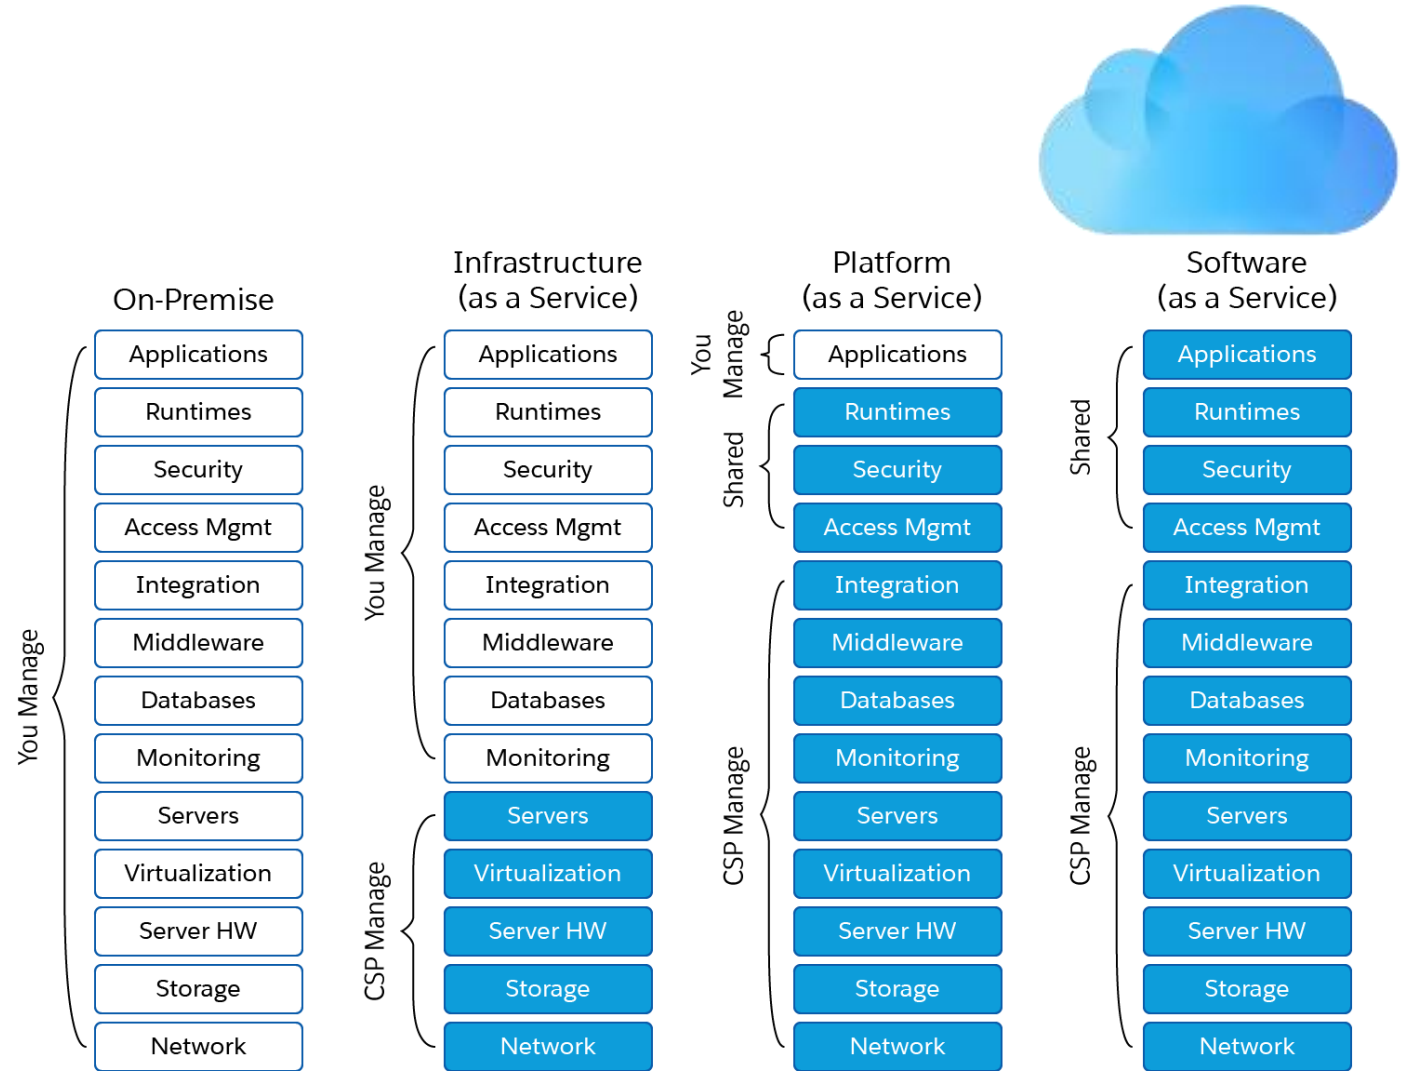 On-Premise
You Manage
Applications
Runtimes
Security
Access Mgmt
Integration
Middleware
Databases
Monitoring
Servers
Virtualization
Server HW
Storage
Network
Infrastructure
(as a Service)
You Manage
Applications
Runtimes
Security
Access Mgmt
Integration
Middleware
Databases
Monitoring
CSP Manage
Servers
Virtualization
Server HW
Storage
Network
Platform
(as a Service)
You
Manage
Applications
Shared
Runtimes
Security
Access Mgmt
CSP Manage
Integration
Middleware
Databases
Monitoring
Servers
Virtualization
Server HW
Storage
Network
Software
(as a Service)
Shared
Applications
Runtimes
Security
Access Mgmt
CSP Manage
Integration
Middleware
Databases
Monitoring
Servers
Virtualization
Server HW
Storage
Network